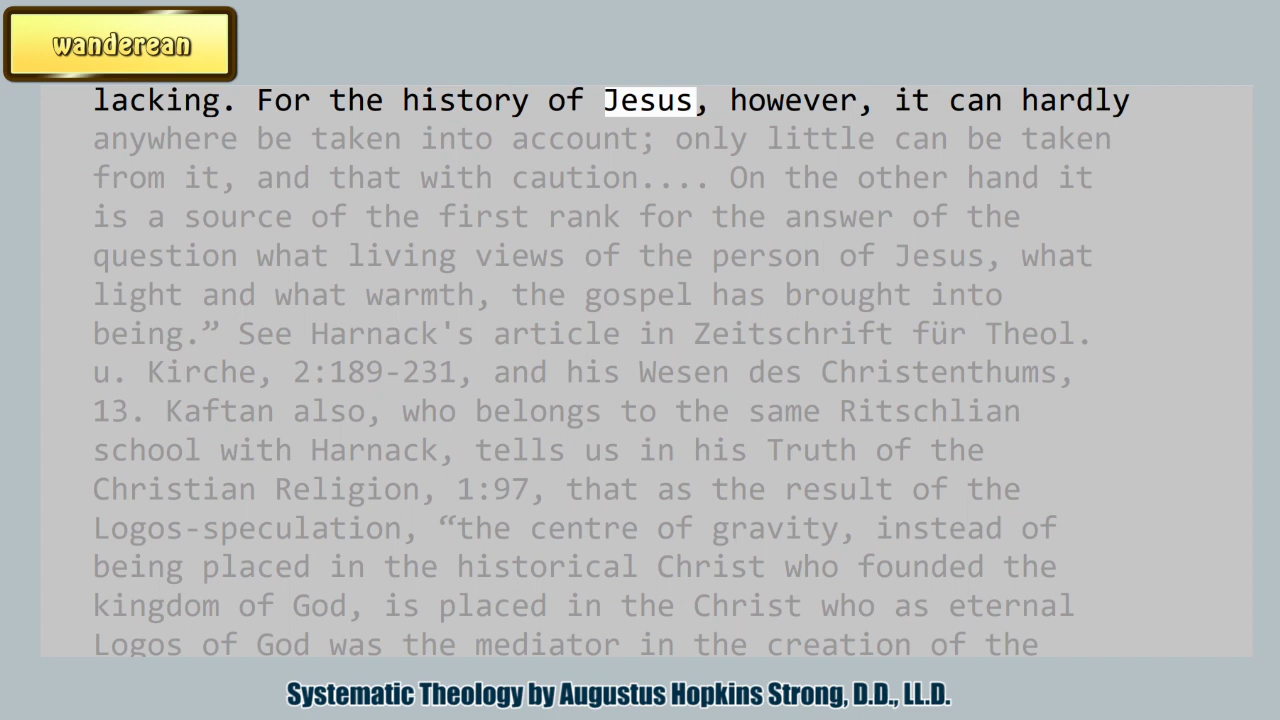 wanderean
lacking. For the history of Jesus, however, it can hardly
anywhere be taken into account; only little can be taken
from it, and that with caution.... On the other hand it
is a source of the first rank for the answer of the
question what living views of the person of Jesus, what
light and what warmth, the gospel has brought into
being.” See Harnack's article in Zeitschrift für Theol.
u. Kirche, 2:189-231, and his Wesen des Christenthums,
13. Kaftan also, who belongs to the same Ritschlian
school with Harnack, tells us in his Truth of the
Christian Religion, 1:97, that as the result of the
Logos-speculation, “the centre of gravity, instead of
being placed in the historical Christ who founded the
kingdom of God, is placed in the Christ who as eternal
Logos of God was the mediator in the creation of the
Systematic Theology by Augustus Hopkins Strong, D.D., LL.D.